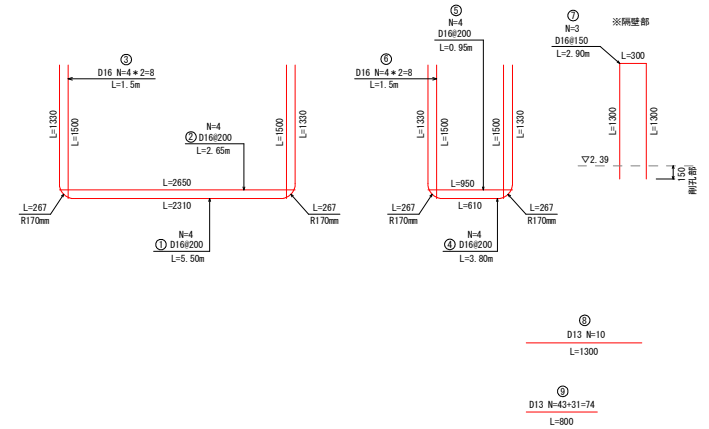 ③
D16 N=4*2=8
L=1.5m
L=1330
L=1500
L=1500
L=1330
N=4
② D16@200
L=2.65m
L=2650
L=2310
L=267
R170mm
L=267
R170mm
N=4
① D16@200
L=5.50m
⑤
N=4
D16@200
L=0.95m
⑥
D16 N=4*2=8
L=1.5m
L=1330
L=1500
L=1500
L=1330
L=950
L=610
L=267
R170mm
L=267
R170mm
N=4
④ D16@200
L=3.80m
⑦
N=3
D16@150
L=2.90m
※隔壁部
L=300
L=1300
L=1300
▽2.39
150
削孔部
⑧
D13 N=10
L=1300
⑨
D13 N=43+31=74
L=800